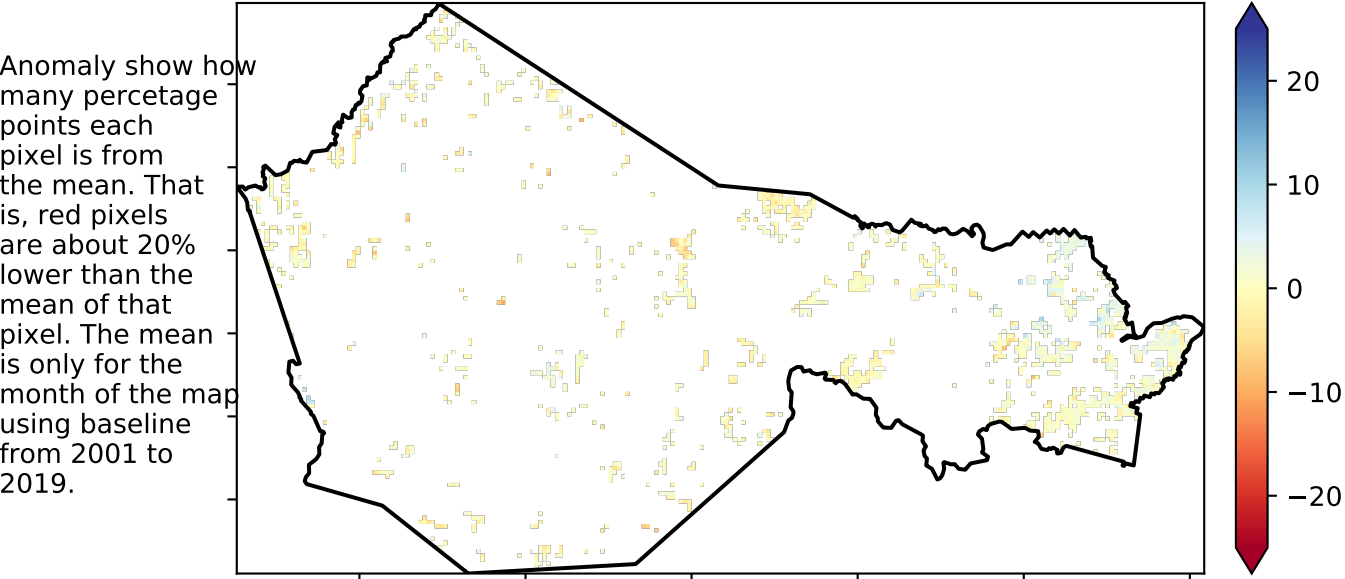 Anomaly show how
many percetage
points each
pixel is from
the mean. That
is, red pixels
are about 20%
lower than the
mean of that
pixel. The mean
is only for the
month of the map
using baseline
from 2001 to
2019.
20
10
0
−10
−20